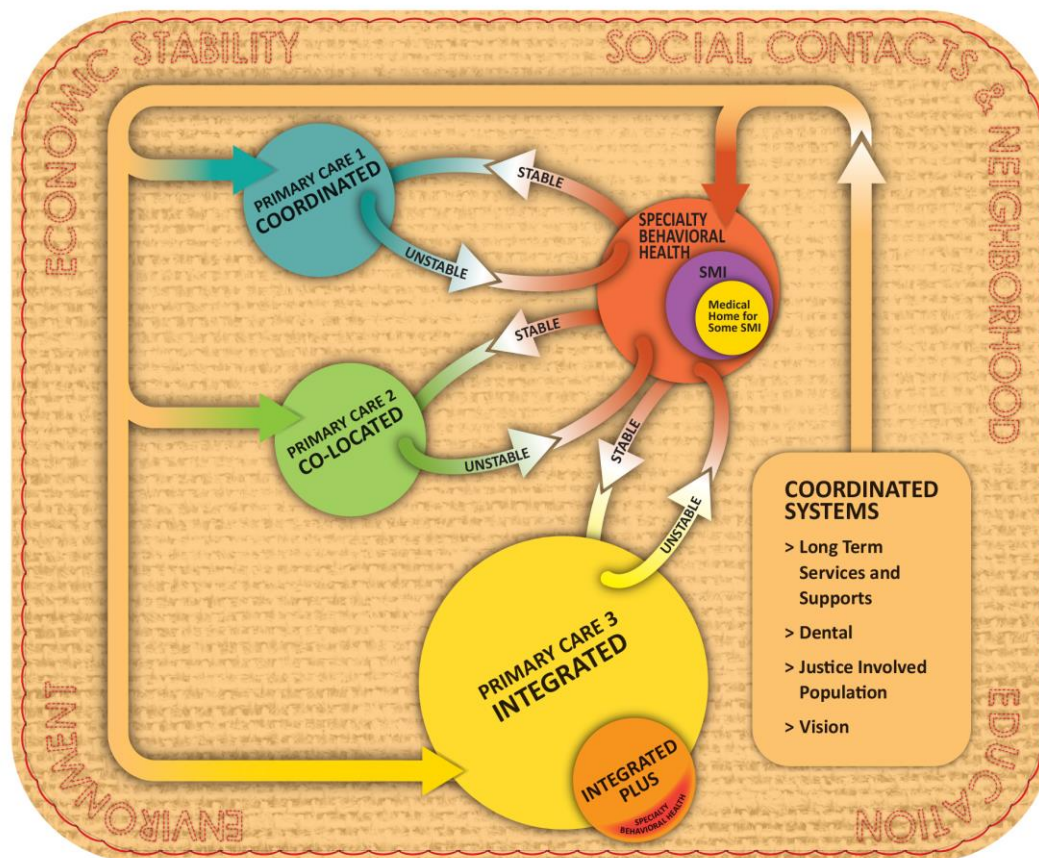 ECONOMIC STABILITY
SOCIAL CONTACTS & NEIGHBORHOOD
PRIMARY CARE 1
COORDINATED
STABLE
UNSTABLE
SPECIALTY
BEHAVIORAL
HEALTH
SMI
Medical
Home for
Some SMI
STABLE
PRIMARY CARE 2
CO-LOCATED
UNSTABLE
STABLE
UNSTABLE
PRIMARY CARE 3
INTEGRATED
INTEGRATED
PLUS
SPECIALTY
BEHAVIORAL HEALTH
COORDINATED
SYSTEMS
> Long Term
Services and
Supports
> Dental
> Justice Involved
Population
> Vision
ENVIRONMENT
EDUCATION